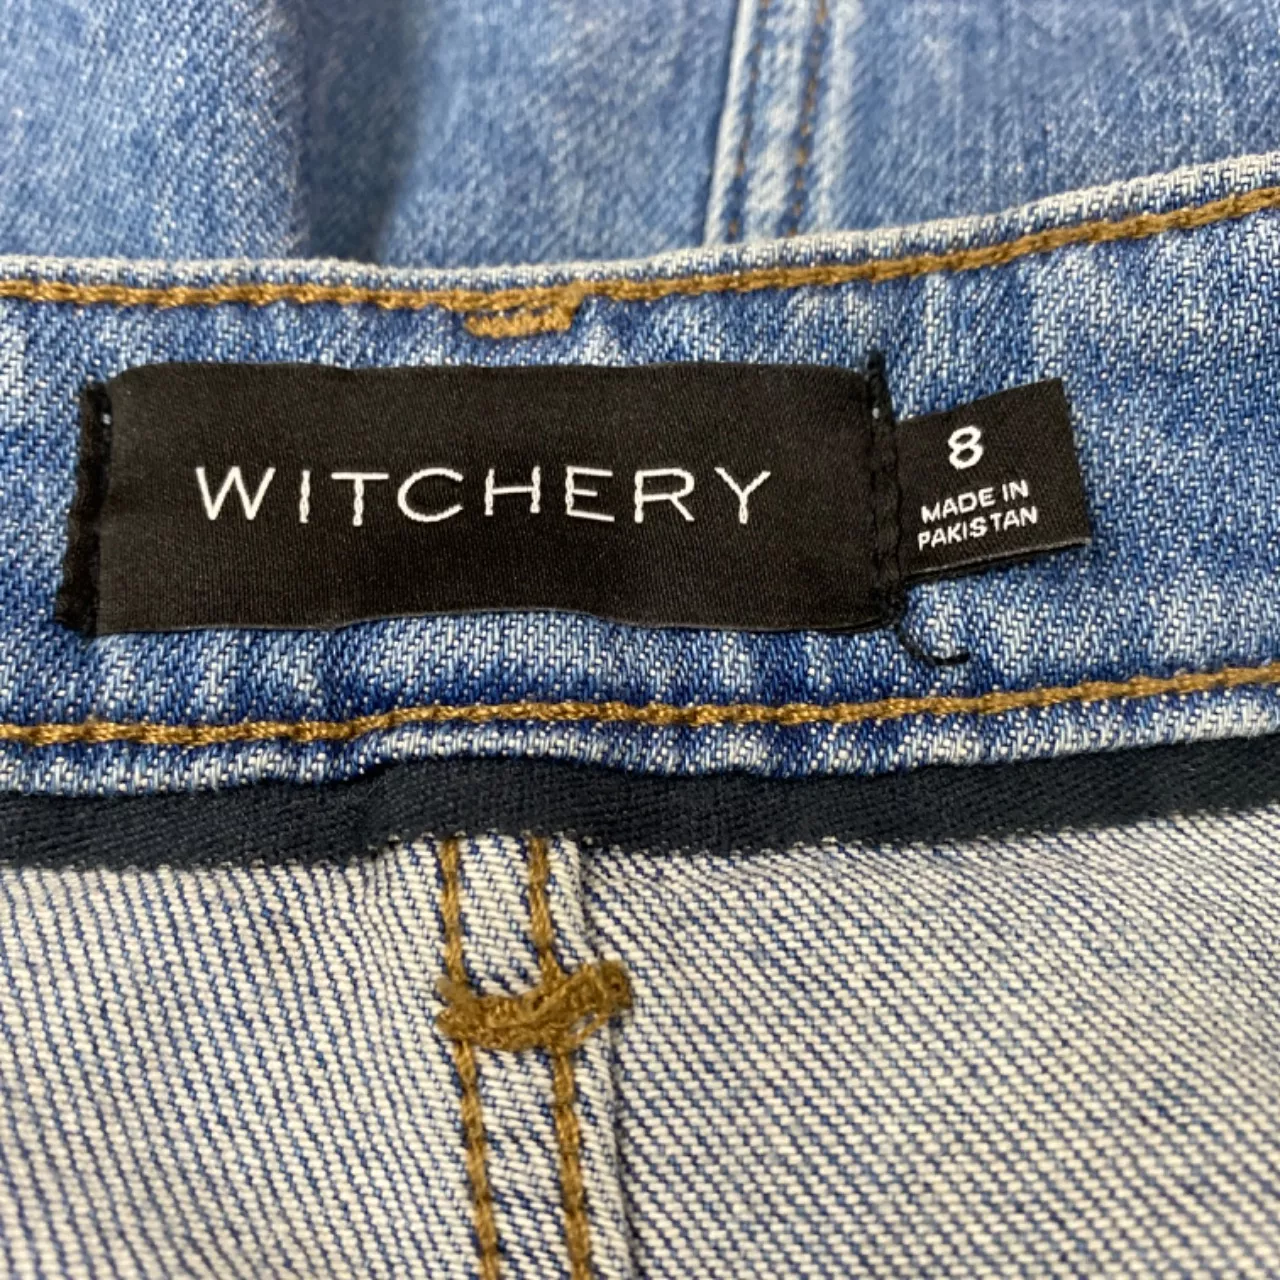 WITCHERY
8
MADE IN
PAKISTAN